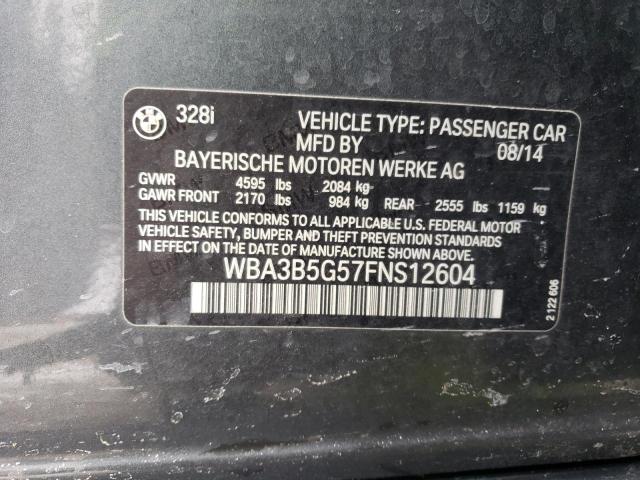 328i VEHICLE TYPE: PASSENGER CAR
MFD BY 08/14
BAYERISCHE MOTOREN WERKE AG
GVWR 4595 lbs 2084 kg
GAWR FRONT 2170 lbs 984 kg REAR 2555 lbs 1159 kg
THIS VEHICLE CONFORMS TO ALL APPLICABLE U.S. FEDERAL MOTOR
VEHICLE SAFETY, BUMPER AND THEFT PREVENTION STANDARDS
IN EFFECT ON THE DATE OF MANUFACTURE SHOWN ABOVE.
WBA3B5G57FNS12604
2 122 606